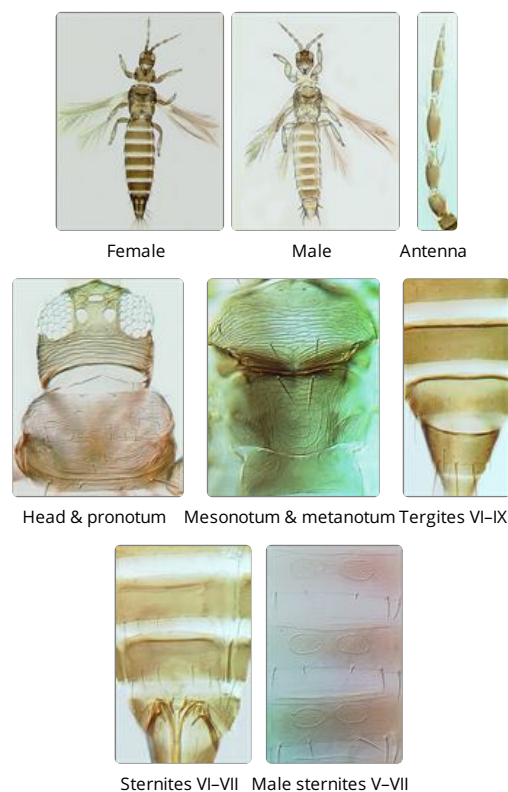 Female Male Antenna
Head & pronotum Mesonotum & metanotum Tergites VI–IX
Sternites VI–VII Male sternites V–VII